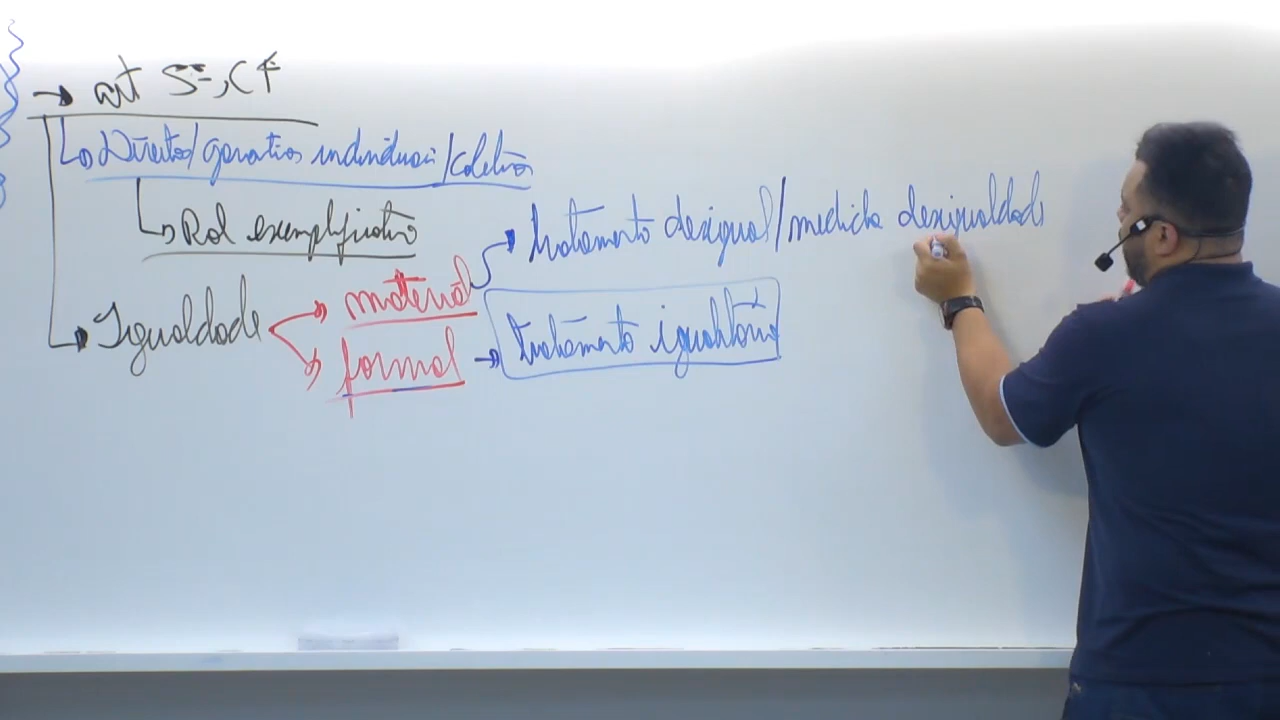 → art 5º, CF
↳ Direitos/garantias individuais/coletivos
↳ Rol exemplificativo
tratamento desigual/medida desigualdade
Igualdade
material
formal → tratamento igualitário